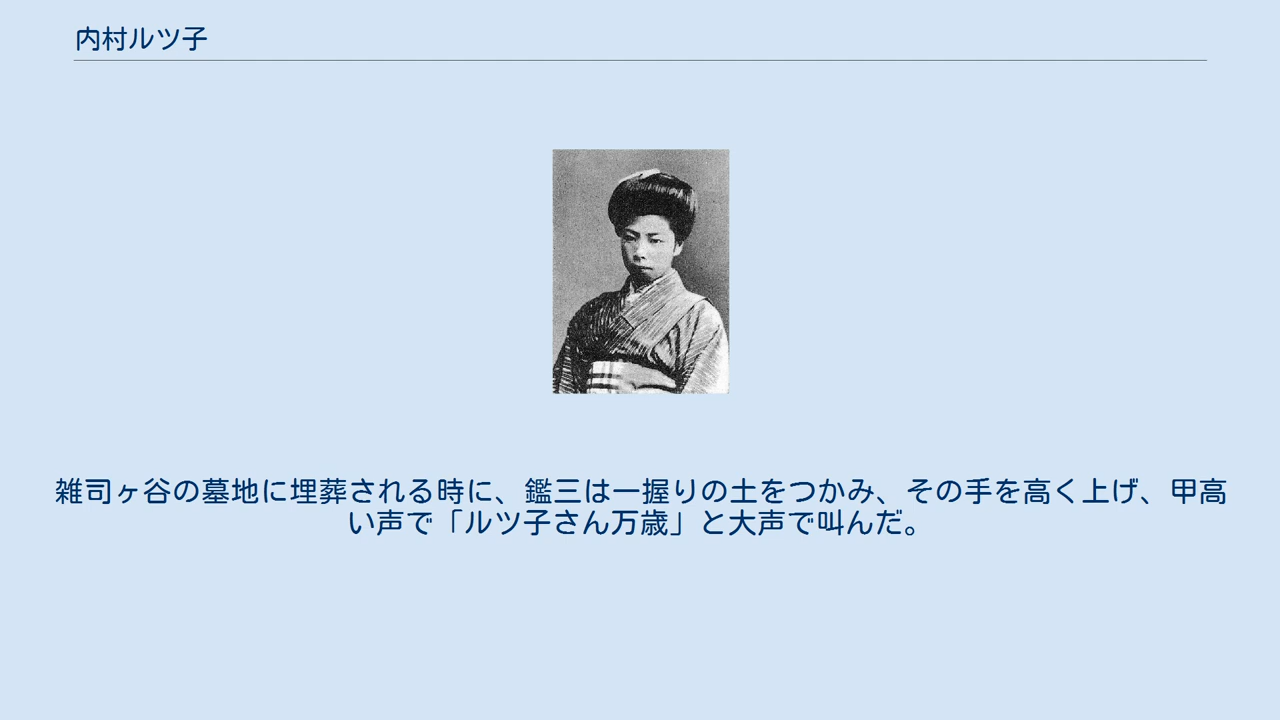 内村ルツ子
雑司ヶ谷の墓地に埋葬される時に、鑑三は一握りの土をつかみ、その手を高く上げ、甲高
い声で「ルツ子さん万歳」と大声で叫んだ。